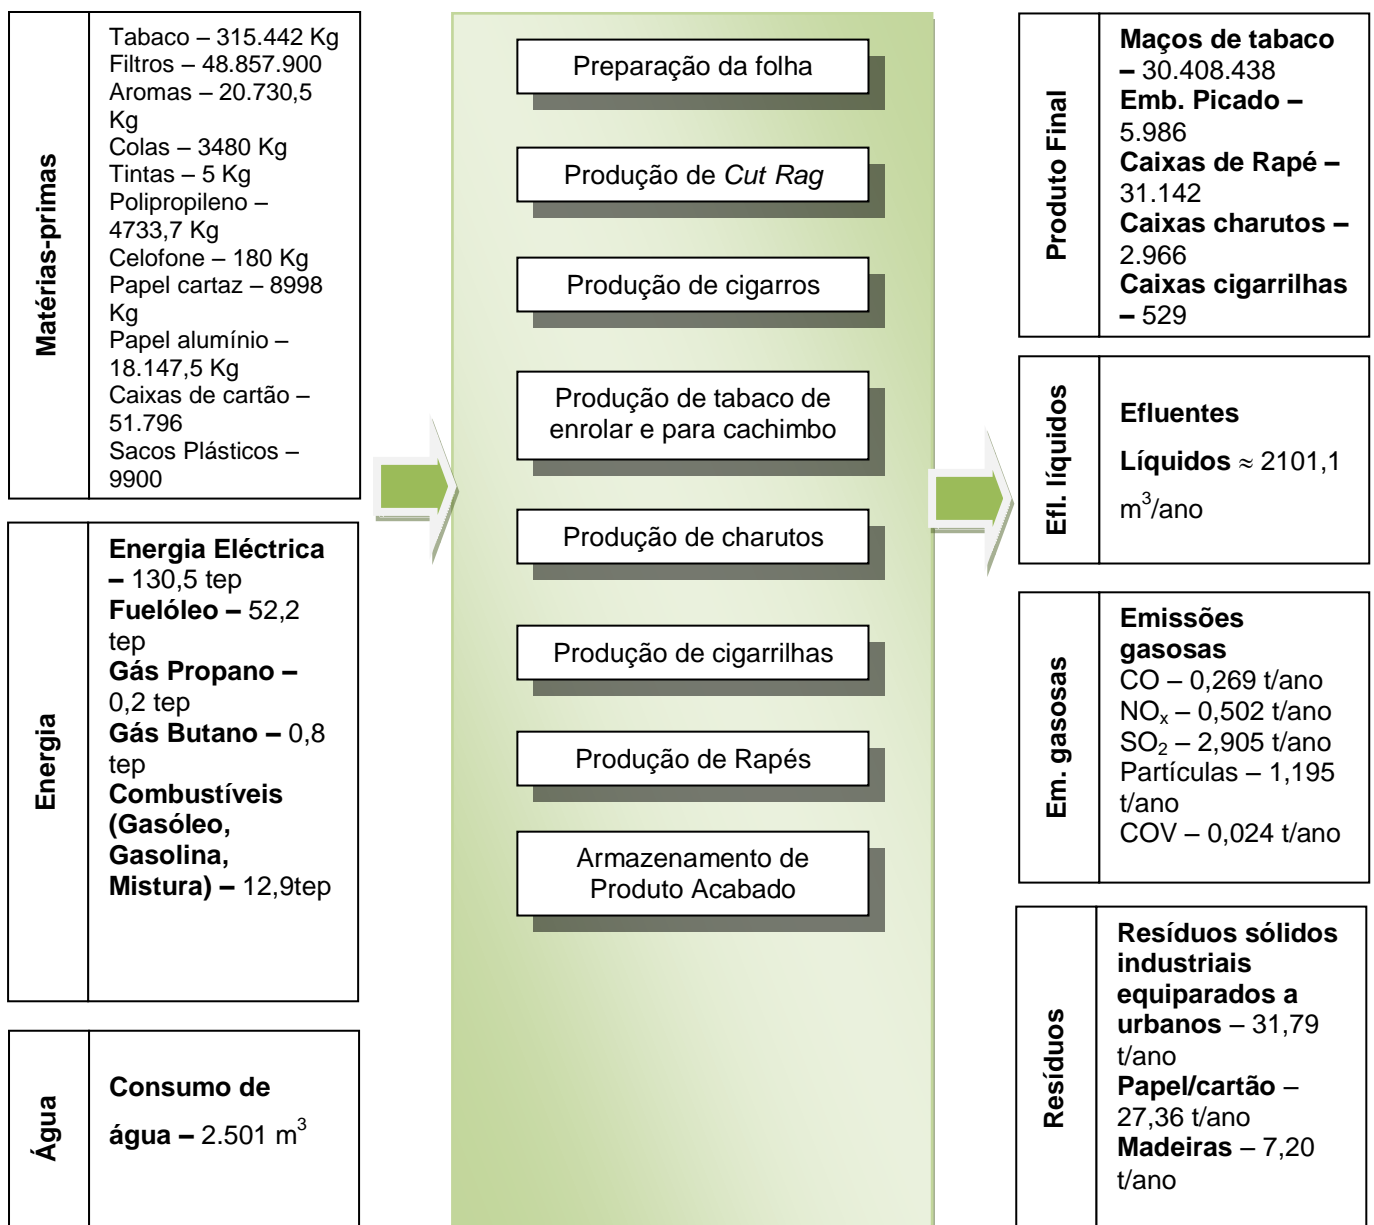 Matérias-primas
Tabaco – 315.442 Kg
Filtros – 48.857.900
Aromas – 20.730,5
Kg
Colas – 3480 Kg
Tintas – 5 Kg
Polipropileno –
4733,7 Kg
Celofone – 180 Kg
Papel cartaz – 8998
Kg
Papel alumínio –
18.147,5 Kg
Caixas de cartão –
51.796
Sacos Plásticos –
9900
Energia
Energia Eléctrica
– 130,5 tep
Fuelóleo – 52,2
tep
Gás Propano –
0,2 tep
Gás Butano – 0,8
tep
Combustíveis
(Gasóleo,
Gasolina,
Mistura) – 12,9tep
Água
Consumo de
água – 2.501 m³
Preparação da folha
Produção de Cut Rag
Produção de cigarros
Produção de tabaco de
enrolar e para cachimbo
Produção de charutos
Produção de cigarrilhas
Produção de Rapés
Armazenamento de
Produto Acabado
Produto Final
Maços de tabaco
– 30.408.438
Emb. Picado –
5.986
Caixas de Rapé –
31.142
Caixas charutos –
2.966
Caixas cigarrilhas
– 529
Efl. líquidos
Efluentes
Líquidos ≈ 2101,1
m³/ano
Em. gasosas
Emissões
gasosas
CO – 0,269 t/ano
NOₓ – 0,502 t/ano
SO₂ – 2,905 t/ano
Partículas – 1,195
t/ano
COV – 0,024 t/ano
Resíduos
Resíduos sólidos
industriais
equiparados a
urbanos – 31,79
t/ano
Papel/cartão –
27,36 t/ano
Madeiras – 7,20
t/ano